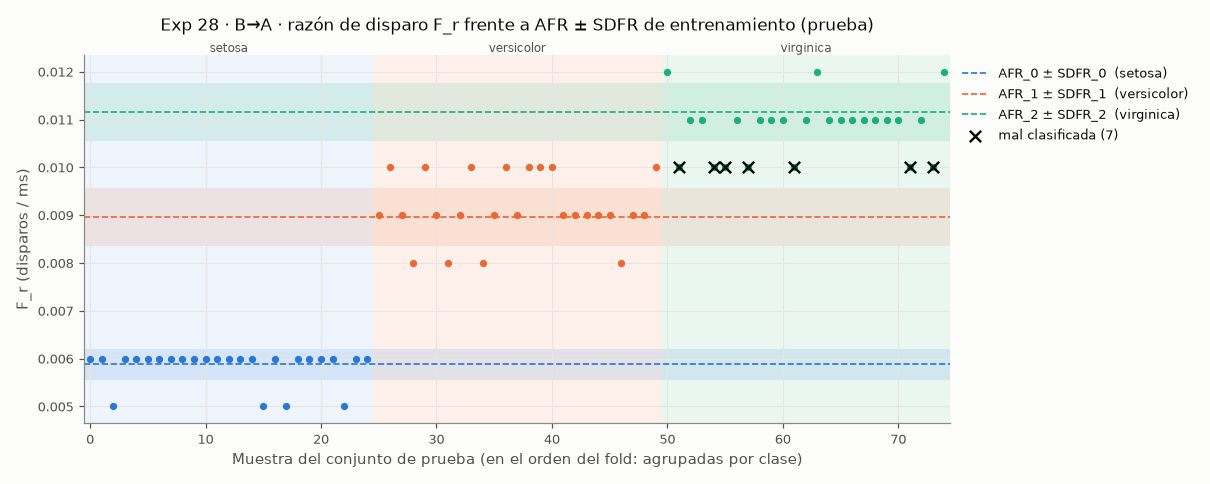 Exp 28 · B→A · razón de disparo F_r frente a AFR ± SDFR de entrenamiento (prueba)
setosa
versicolor
virginica
0.012
0.011
0.010
0.009
0.008
0.007
0.006
0.005
F_r (disparos / ms)
0
10
20
30
40
50
60
70
Muestra del conjunto de prueba (en el orden del fold: agrupadas por clase)
AFR_0 ± SDFR_0 (setosa)
AFR_1 ± SDFR_1 (versicolor)
AFR_2 ± SDFR_2 (virginica)
mal clasificada (7)